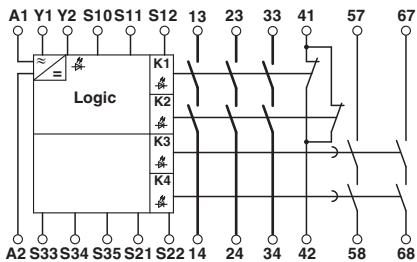 A1 Y1 Y2 S10 S11 S12 13 23 33 41 57 67
≈
=
K1
Logic
K2
K3
K4
A2 S33 S34 S35 S21 S22 14 24 34 42 58 68